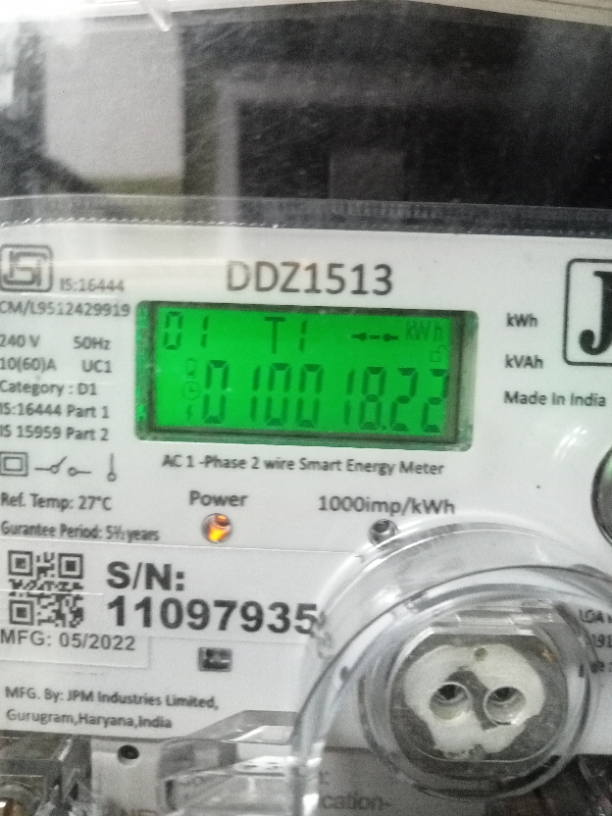 IS:16444
DDZ1513
CM/L9512429919
240 V 50Hz
10(60)A UC1
Category : D1
IS:16444 Part 1
IS 15959 Part 2
01 T1 kWh
010018.22
kWh
kVAh
J
Made In India
AC 1 -Phase 2 wire Smart Energy Meter
Ref. Temp: 27°C
Power
1000imp/kWh
Gurantee Period: 5½ years
S/N:
11097935
MFG: 05/2022
MFG. By: JPM Industries Limited,
Gurugram,Haryana,India